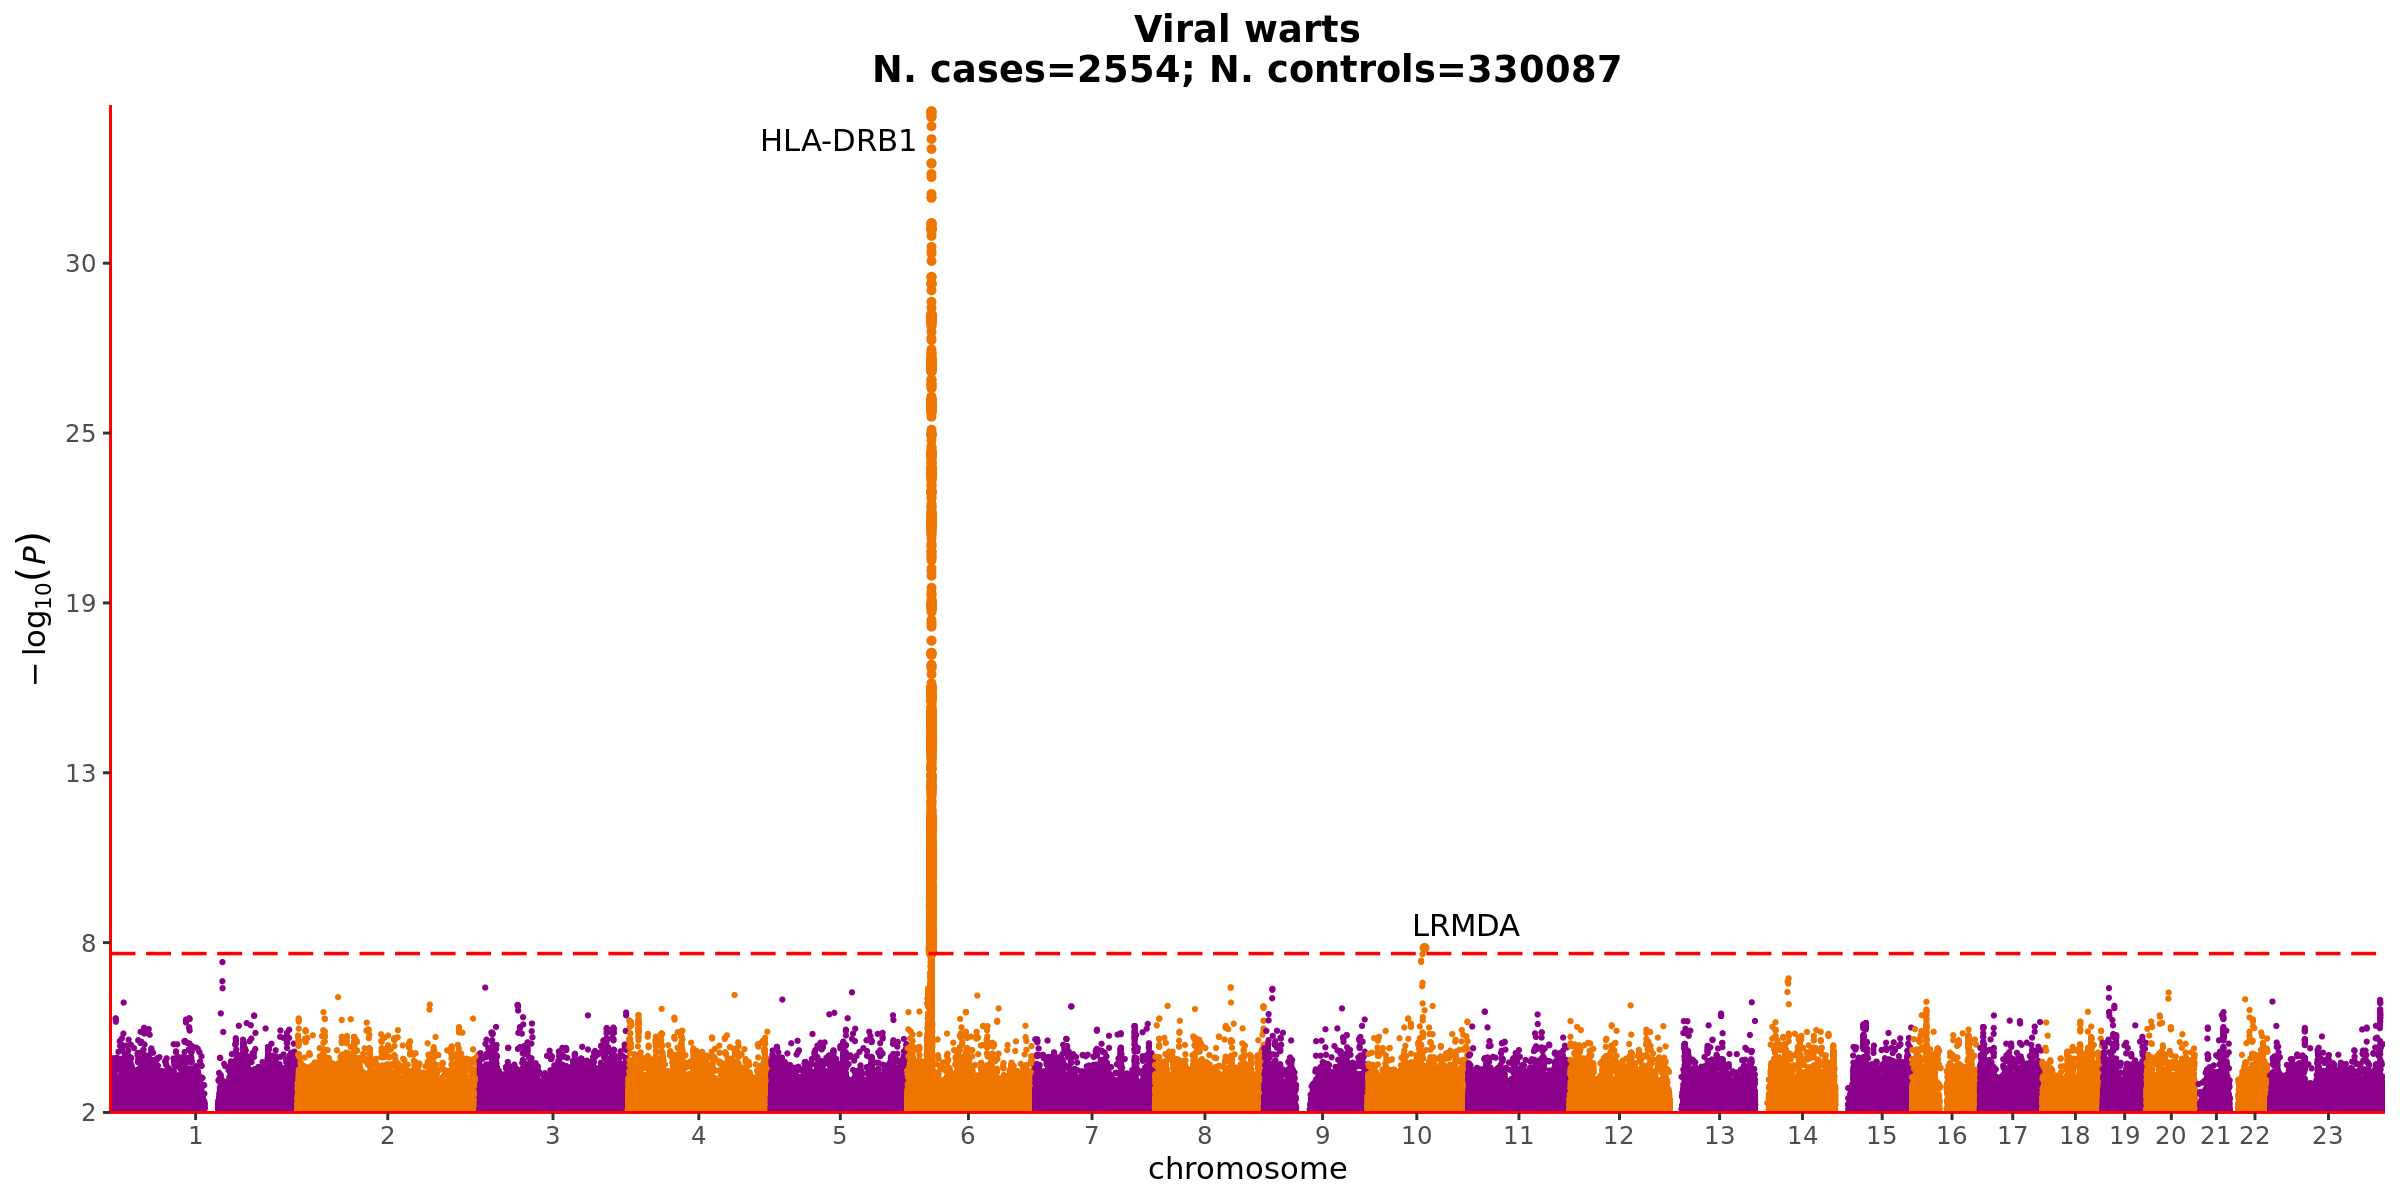 Viral warts
N. cases=2554; N. controls=330087
HLA-DRB1
LRMDA
− log10(P)
30
25
19
13
8
2
1 2 3 4 5 6 7 8 9 10 11 12 13 14 15 16 17 18 19 20 21 22 23
chromosome